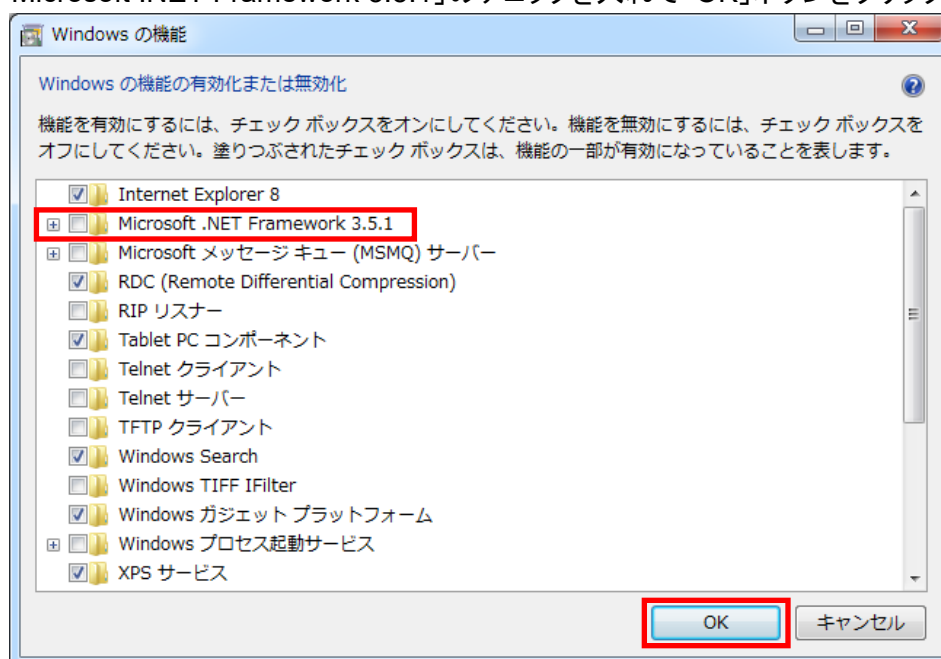 Windows の機能
Windows の機能の有効化または無効化
機能を有効にするには、チェック ボックスをオンにしてください。機能を無効にするには、チェック ボックスを
オフにしてください。塗りつぶされたチェック ボックスは、機能の一部が有効になっていることを表します。
Internet Explorer 8
Microsoft .NET Framework 3.5.1
Microsoft メッセージ キュー (MSMQ) サーバー
RDC (Remote Differential Compression)
RIP リスナー
Tablet PC コンポーネント
Telnet クライアント
Telnet サーバー
TFTP クライアント
Windows Search
Windows TIFF IFilter
Windows ガジェット プラットフォーム
Windows プロセス起動サービス
XPS サービス
OK
キャンセル